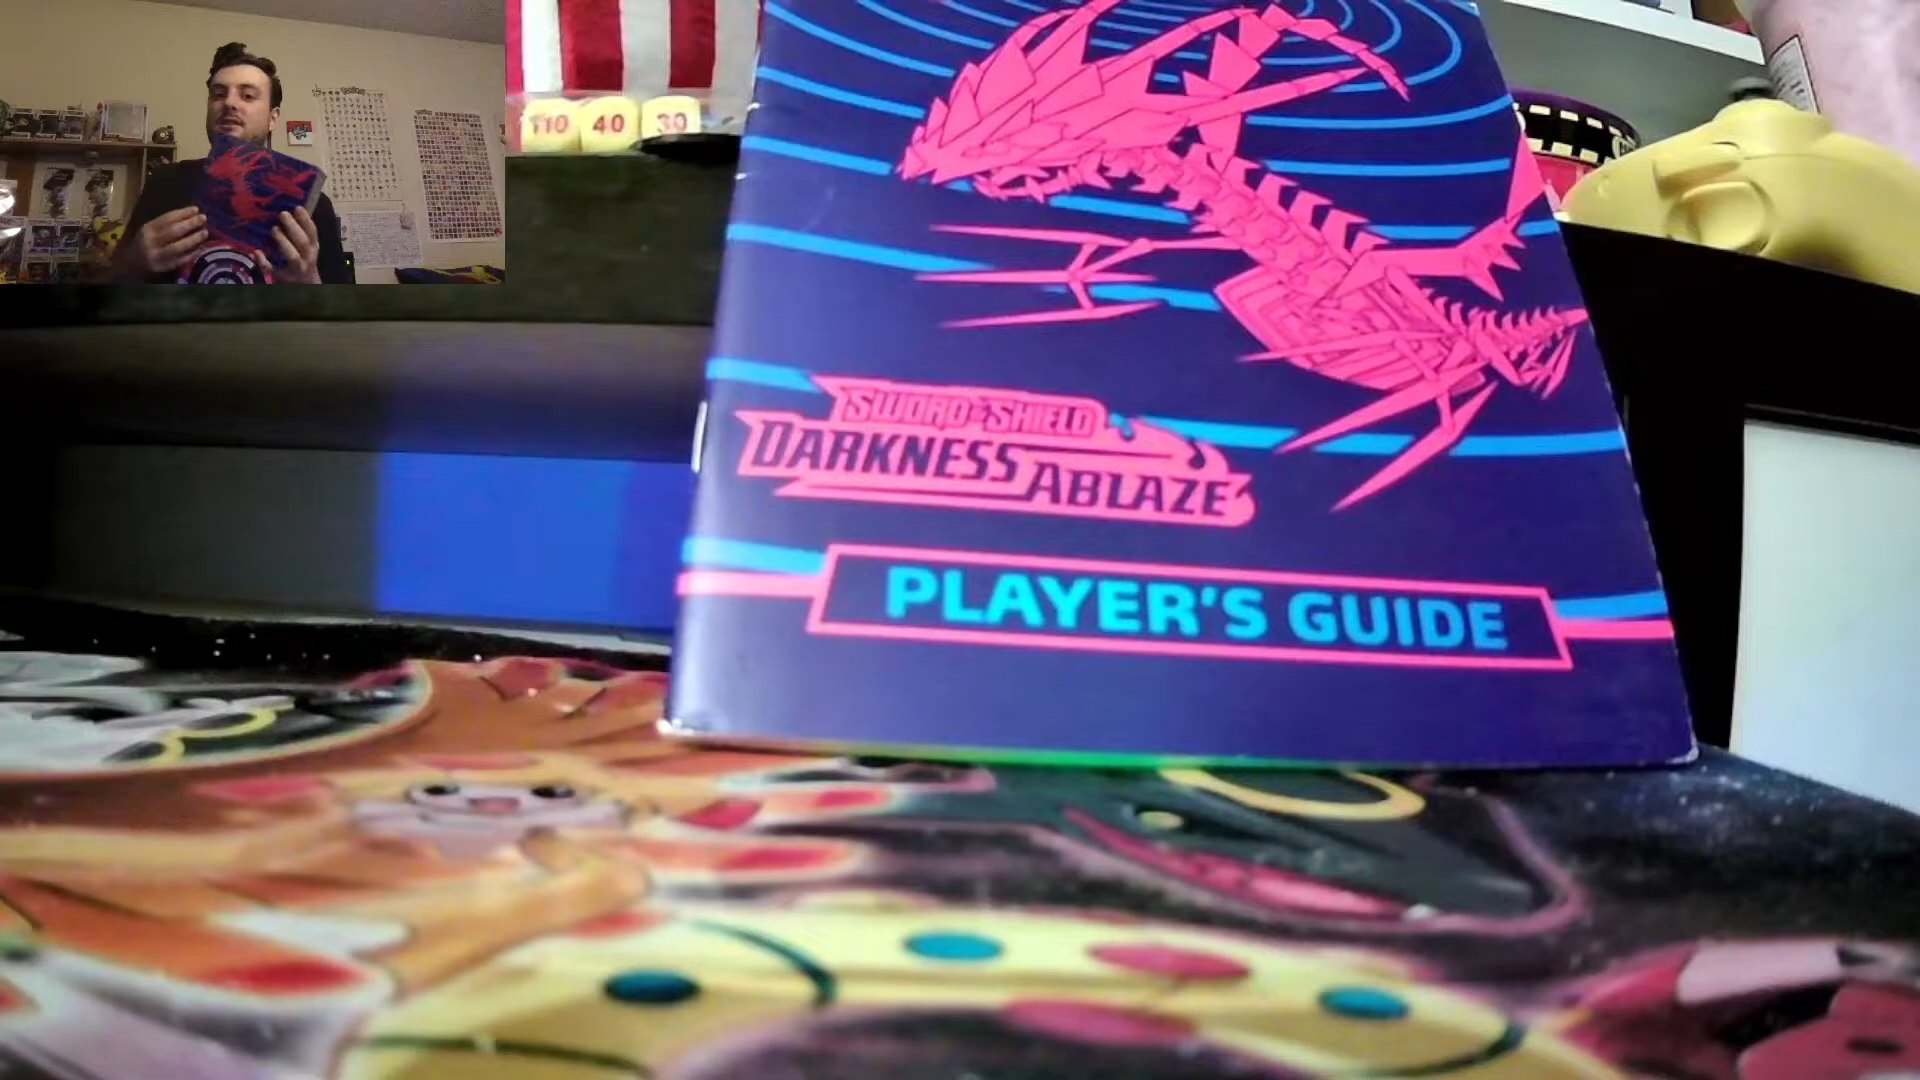 110 40 30
SWORD & SHIELD
DARKNESS ABLAZE
PLAYER'S GUIDE